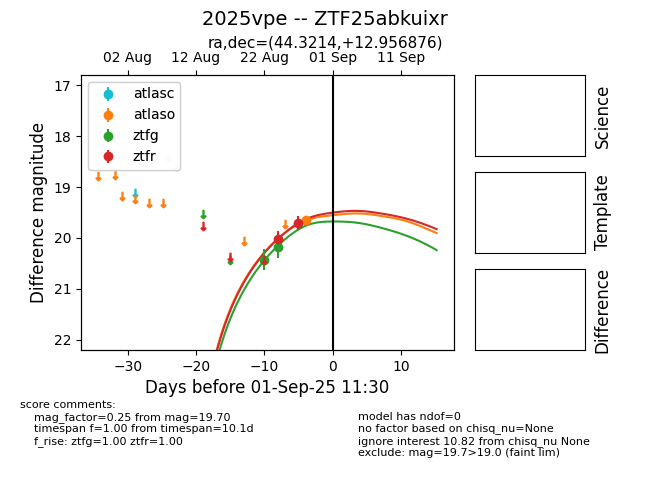 2025vpe -- ZTF25abkuixr
ra,dec=(44.3214,+12.956876)
02 Aug 12 Aug 22 Aug 01 Sep 11 Sep
atlasc
atlaso
ztfg
ztfr
17
18
19
20
21
22
Difference magnitude
−30 −20 −10 0 10
Days before 01-Sep-25 11:30
Science
Template
Difference
score comments:
mag_factor=0.25 from mag=19.70
timespan f=1.00 from timespan=10.1d
f_rise: ztfg=1.00 ztfr=1.00
model has ndof=0
no factor based on chisq_nu=None
ignore interest 10.82 from chisq_nu None
exclude: mag=19.7>19.0 (faint lim)